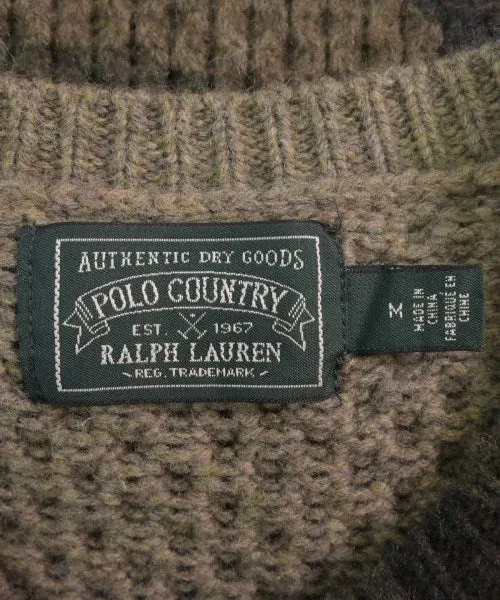 AUTHENTIC DRY GOODS
POLO COUNTRY
EST. 1967
RALPH LAUREN
~ REG. TRADEMARK ~
M
MADE IN
CHINA
FABRIQUÉ EN
CHINE